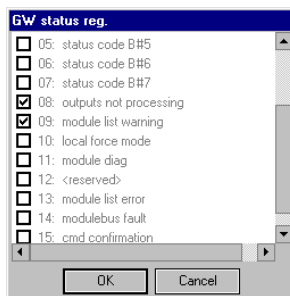 GW status reg.
05: status code B#5
06: status code B#6
07: status code B#7
08: outputs not processing
09: module list warning
10: local force mode
11: module diag
12: <reserved>
13: module list error
14: modulebus fault
15: cmd confirmation
OK Cancel